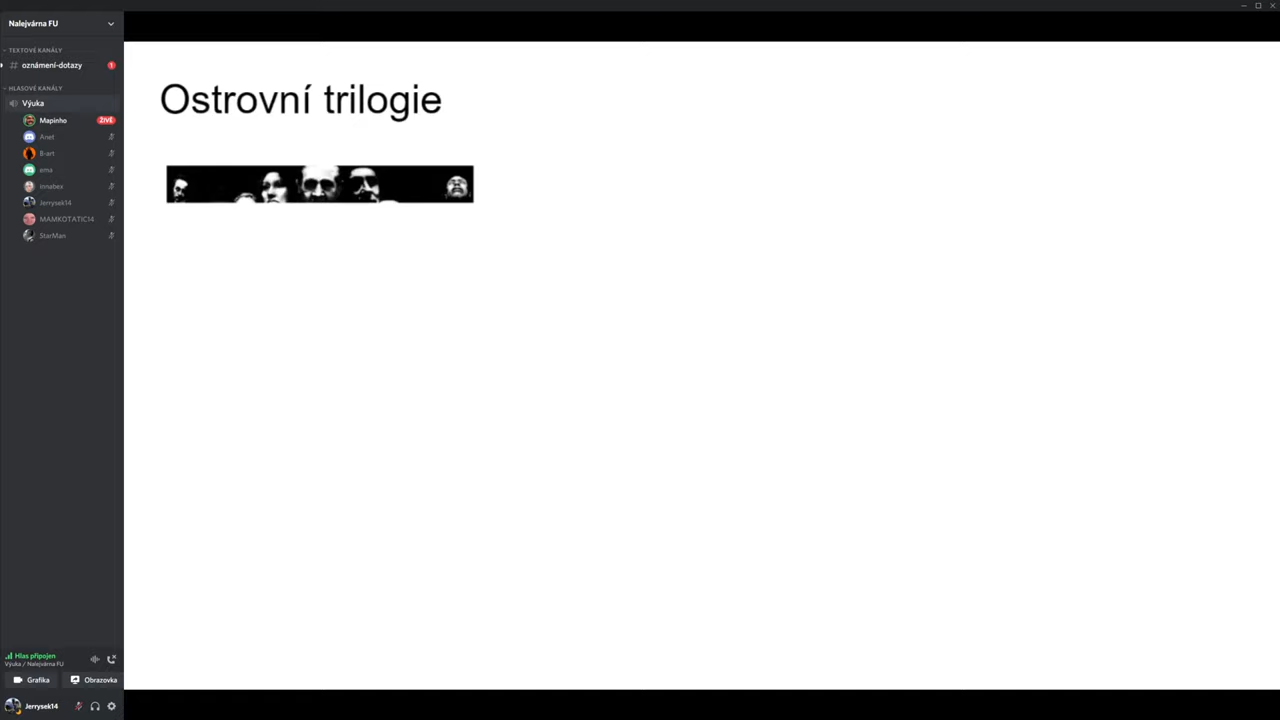 Nalejvárna FU
TEXTOVÉ KANÁLY
# oznámení-dotazy 1
HLASOVÉ KANÁLY
Výuka
Mapinho ŽIVĚ
Anet
B-art
ema
innabex
Jerrysek14
MAMKOTATIC14
StarMan
Ostrovní trilogie
Hlas připojen
Výuka / Nalejvárna FU
Grafika
Obrazovka
Jerrysek14